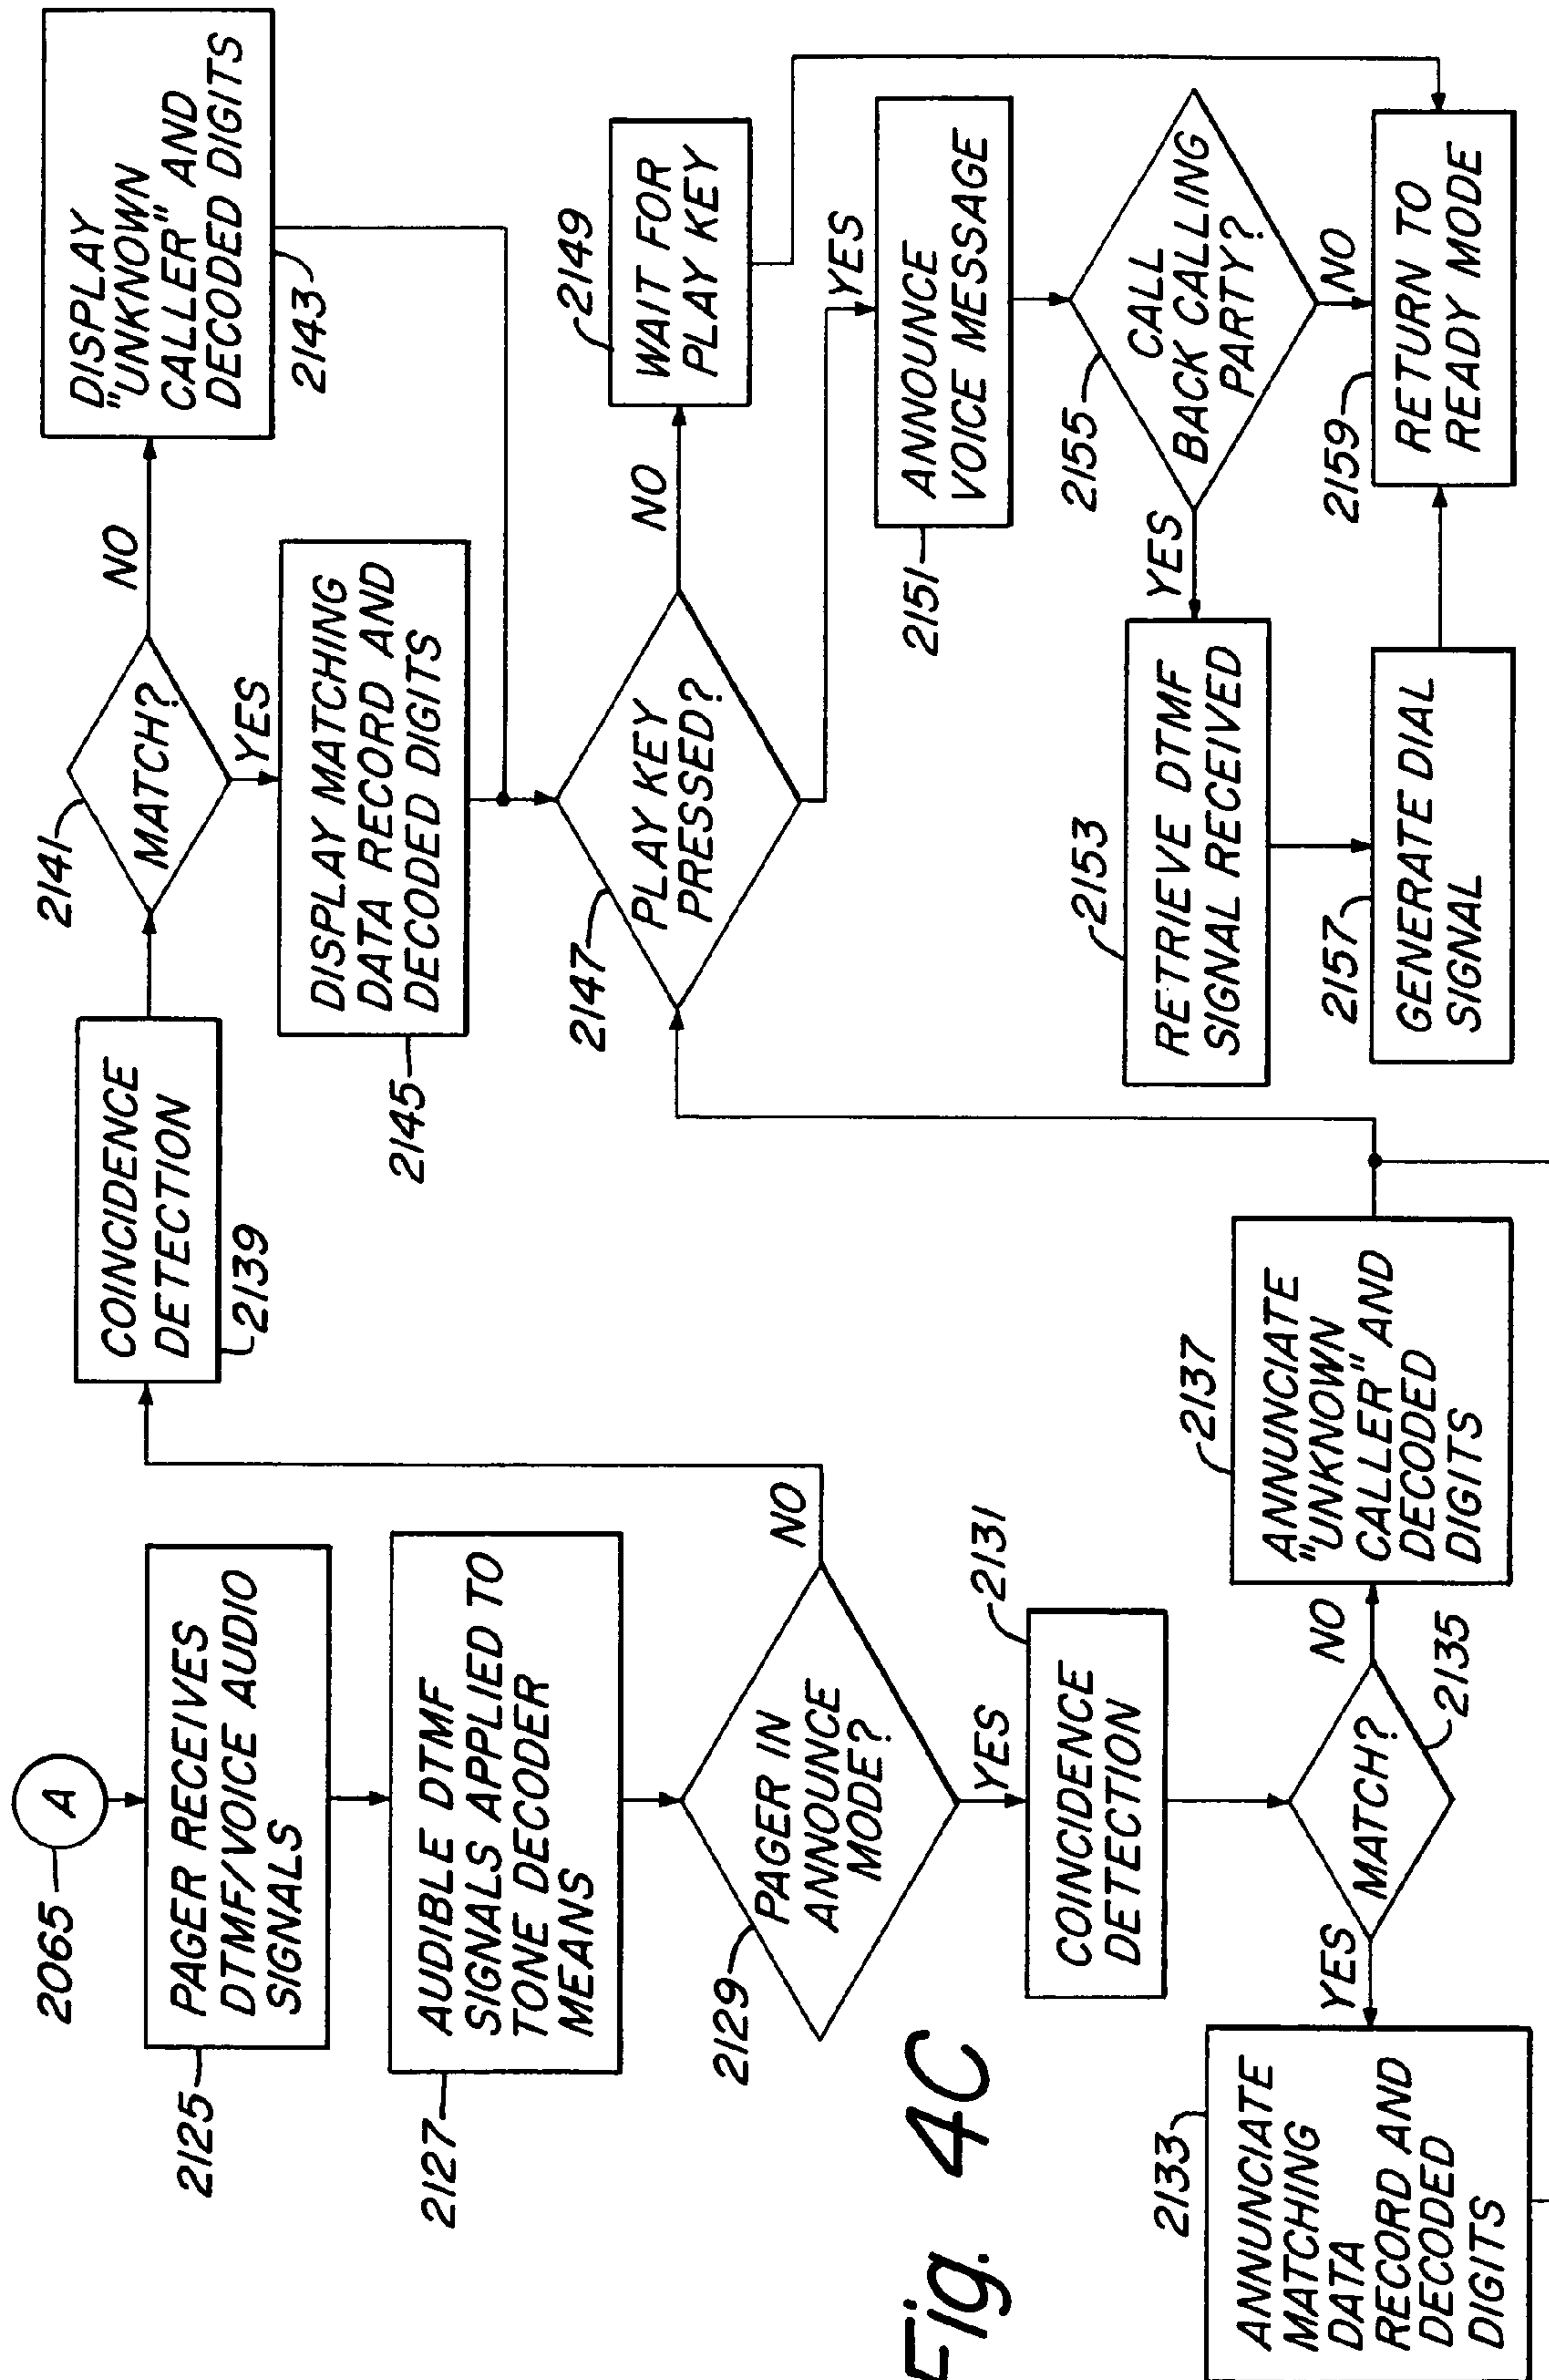 2065
A
2125
PAGER RECEIVES
DTMF/VOICE AUDIO
SIGNALS
2127
AUDIBLE DTMF
SIGNALS APPLIED TO
TONE DECODER
MEANS
2129
PAGER IN
ANNOUNCE
MODE?
NO
YES
2131
COINCIDENCE
DETECTION
2135
MATCH?
YES
NO
2133
ANNUNCIATE
MATCHING
DATA
RECORD AND
DECODED
DIGITS
2137
ANNUNCIATE
"UNKNOWN
CALLER" AND
DECODED
DIGITS
COINCIDENCE
DETECTION
2139
2141
MATCH?
NO
YES
DISPLAY
"UNKNOWN
CALLER" AND
DECODED DIGITS
2143
2145
DISPLAY MATCHING
DATA RECORD AND
DECODED DIGITS
2147
PLAY KEY
PRESSED?
NO
YES
2149
WAIT FOR
PLAY KEY
2151
ANNOUNCE
VOICE MESSAGE
2155
CALL
BACK CALLING
PARTY?
YES
NO
2153
RETRIEVE DTMF
SIGNAL RECEIVED
2157
GENERATE DIAL
SIGNAL
2159
RETURN TO
READY MODE
Fig. 4C